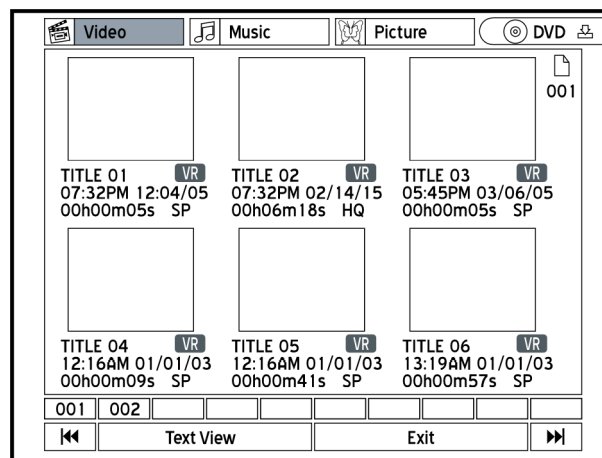 Video Music Picture DVD
001
TITLE 01 VR TITLE 02 VR TITLE 03 VR
07:32PM 12:04/05 07:32PM 02/14/15 05:45PM 03/06/05
00h00m05s SP 00h06m18s HQ 00h00m05s SP
TITLE 04 VR TITLE 05 VR TITLE 06 VR
12:16AM 01/01/03 12:16AM 01/01/03 13:19AM 01/01/03
00h00m09s SP 00h00m41s SP 00h00m57s SP
001 002
Text View Exit